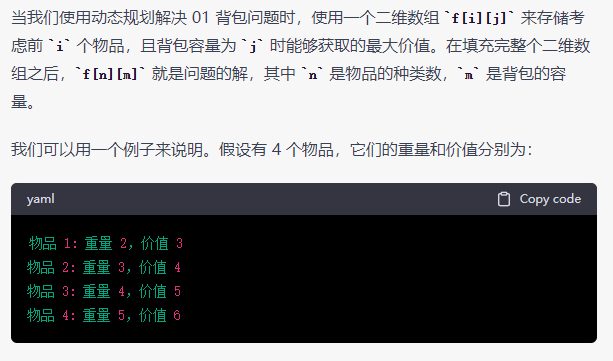 当我们使用动态规划解决 01 背包问题时，使用一个二维数组 `f[i][j]` 来存储考
虑前 `i` 个物品，且背包容量为 `j` 时能够获取的最大价值。在填充完整个二维数
组之后，`f[n][m]` 就是问题的解，其中 `n` 是物品的种类数，`m` 是背包的容
量。
我们可以用一个例子来说明。假设有 4 个物品，它们的重量和价值分别为：
yaml Copy code
物品 1: 重量 2，价值 3
物品 2: 重量 3，价值 4
物品 3: 重量 4，价值 5
物品 4: 重量 5，价值 6